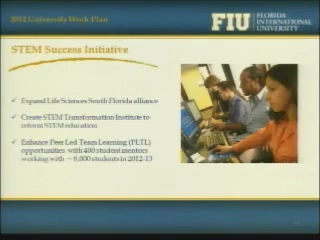 2012 University Work Plan
FIU
FLORIDA
INTERNATIONAL
UNIVERSITY
STEM Success Initiative
✓ Expand Life Sciences South Florida alliance
✓ Create STEM Transformation Institute to
reform STEM education
✓ Enhance Peer Led Team Learning (PLTL)
opportunities with 400 student mentors
working with ~ 8,000 students in 2012-13